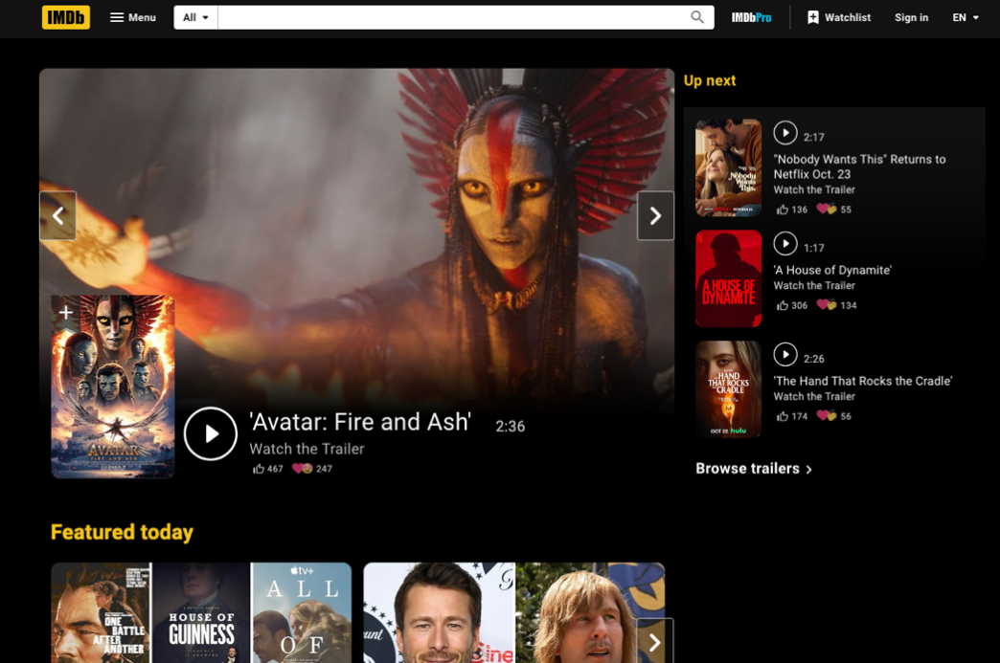 IMDb
Menu
All
IMDbPro
Watchlist
Sign in
EN
Up next
2:17
"Nobody Wants This" Returns to
Netflix Oct. 23
Watch the Trailer
136
55
Nobody
Wants
This.
1:17
'A House of Dynamite'
Watch the Trailer
306
134
A HOUSE OF
DYNAMITE
2:26
'The Hand That Rocks the Cradle'
Watch the Trailer
174
56
THE HAND
THAT ROCKS
THE CRADLE
OCT 22 hulu
Browse trailers
AVATAR
FIRE AND ASH
'Avatar: Fire and Ash'
2:36
Watch the Trailer
467
247
Featured today
ONE
BATTLE
AFTER
ANOTHER
HOUSE OF
GUINNESS
tv+
ALL
OF